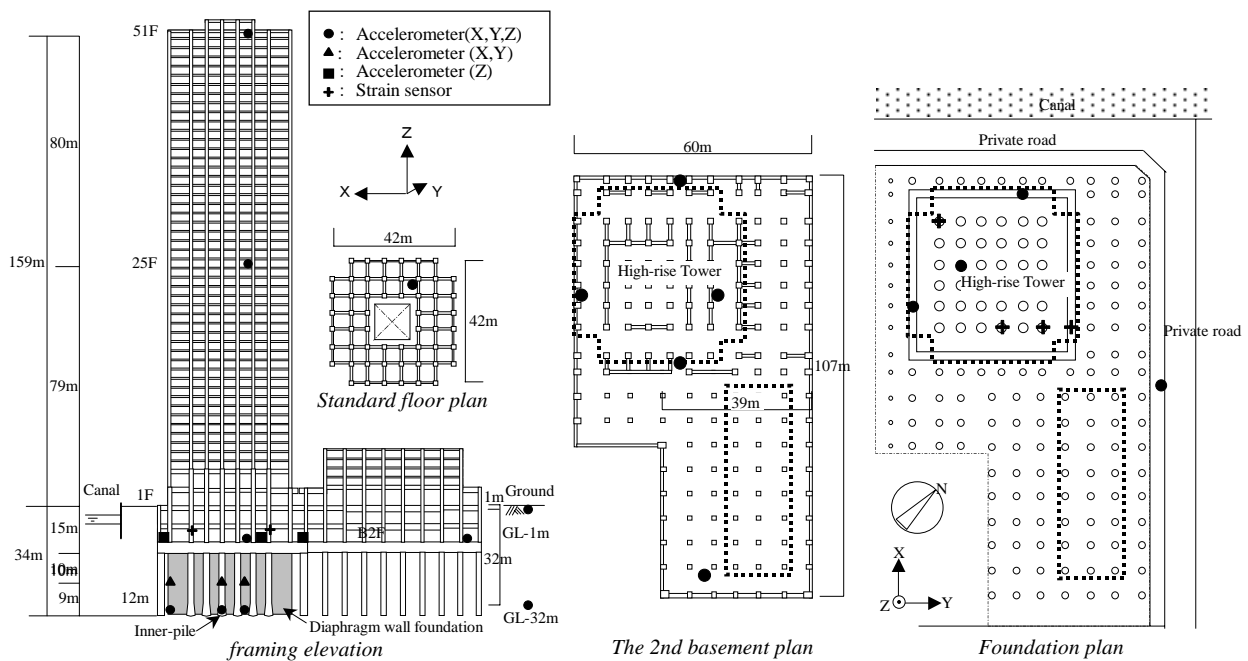 51F
● : Accelerometer(X,Y,Z)
▲ : Accelerometer (X,Y)
■ : Accelerometer (Z)
+ : Strain sensor
80m
Z
X
Y
42m
159m
25F
42m
79m
Standard floor plan
Canal
1F
1m
Ground
15m
B2F
GL-1m
34m
10m
32m
9m
12m
GL-32m
Inner-pile
Diaphragm wall foundation
framing elevation
60m
High-rise Tower
107m
39m
The 2nd basement plan
Canal
Private road
High-rise Tower
Private road
N
X
Z
Y
Foundation plan